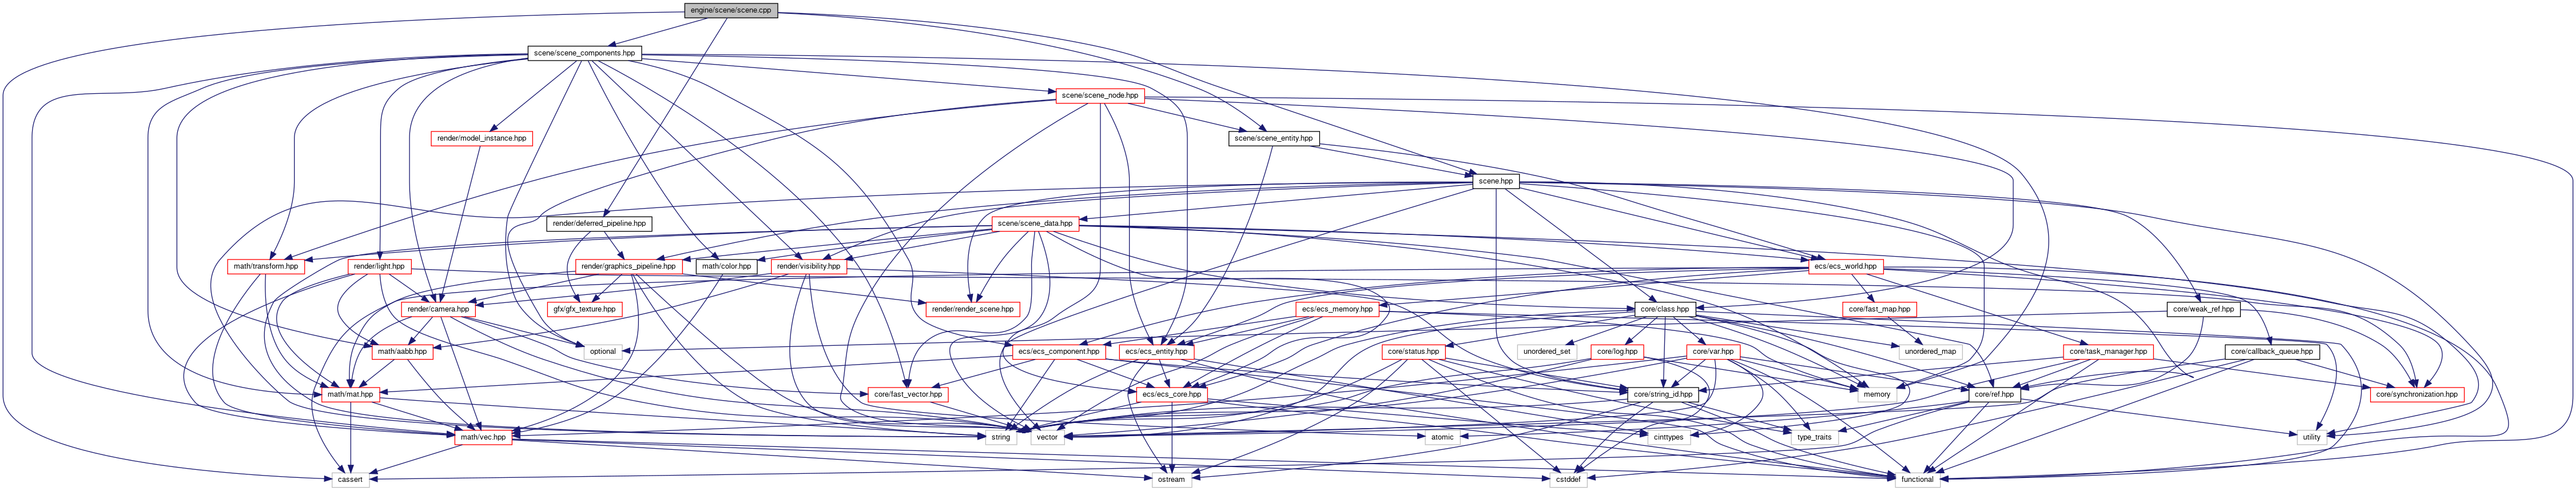 engine/scene/scene.cpp
scene/scene_components.hpp
scene/scene_node.hpp
render/model_instance.hpp
scene/scene_entity.hpp
scene.hpp
render/deferred_pipeline.hpp
scene/scene_data.hpp
math/transform.hpp
render/light.hpp
render/graphics_pipeline.hpp
math/color.hpp
render/visibility.hpp
ecs/ecs_world.hpp
render/camera.hpp
gfx/gfx_texture.hpp
render/render_scene.hpp
ecs/ecs_memory.hpp
core/class.hpp
core/fast_map.hpp
core/weak_ref.hpp
math/aabb.hpp
optional
ecs/ecs_component.hpp
ecs/ecs_entity.hpp
core/status.hpp
unordered_set
core/log.hpp
core/var.hpp
unordered_map
core/task_manager.hpp
core/callback_queue.hpp
math/mat.hpp
core/fast_vector.hpp
ecs/ecs_core.hpp
core/string_id.hpp
memory
core/ref.hpp
core/synchronization.hpp
math/vec.hpp
string
vector
atomic
cinttypes
type_traits
utility
cassert
ostream
cstddef
functional